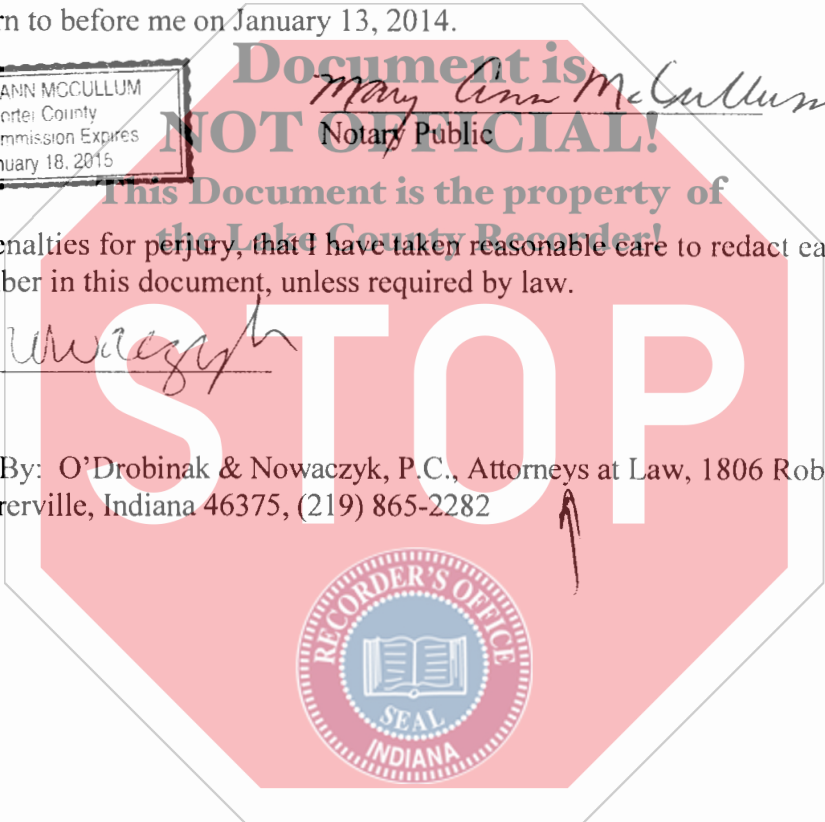 rn to before me on January 13, 2014.
Document is
ANN MCCULLUM
orter County
mmission Expires
nuary 18, 2015
Mary Ann McCullum
NOT OFFICIAL!
Notary Public
This Document is the property of
the Lake County Recorder!
enalties for perjury, that I have taken reasonable care to redact ea
ber in this document, unless required by law.
STOP
By: O'Drobinak & Nowaczyk, P.C., Attorneys at Law, 1806 Rob
rerville, Indiana 46375, (219) 865-2282
RECORDER'S OFFICE
SEAL
INDIANA